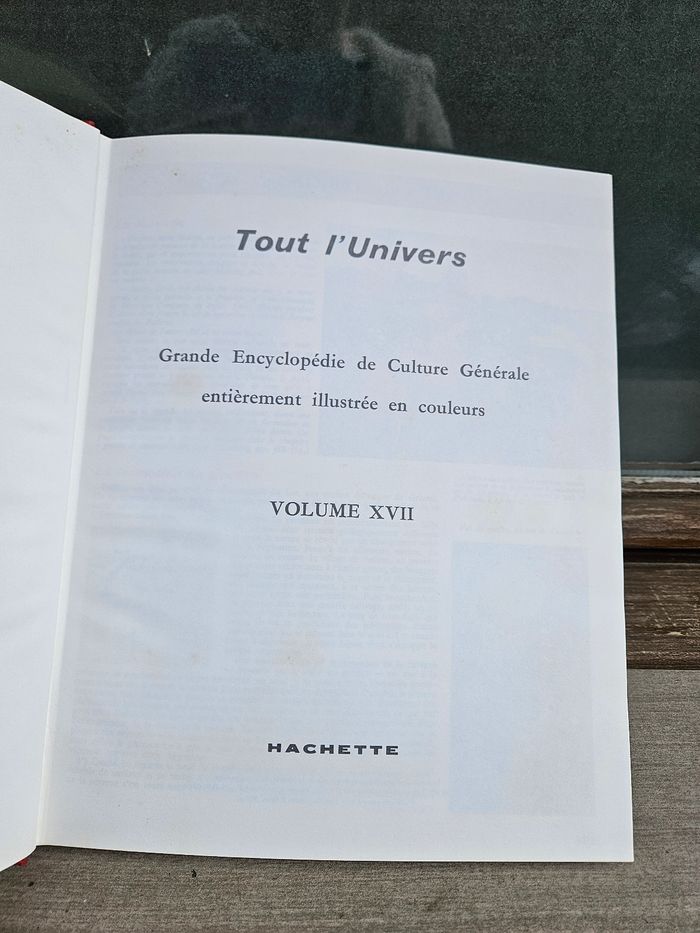 Tout l'Univers
Grande Encyclopédie de Culture Générale
entièrement illustrée en couleurs
VOLUME XVII
HACHETTE